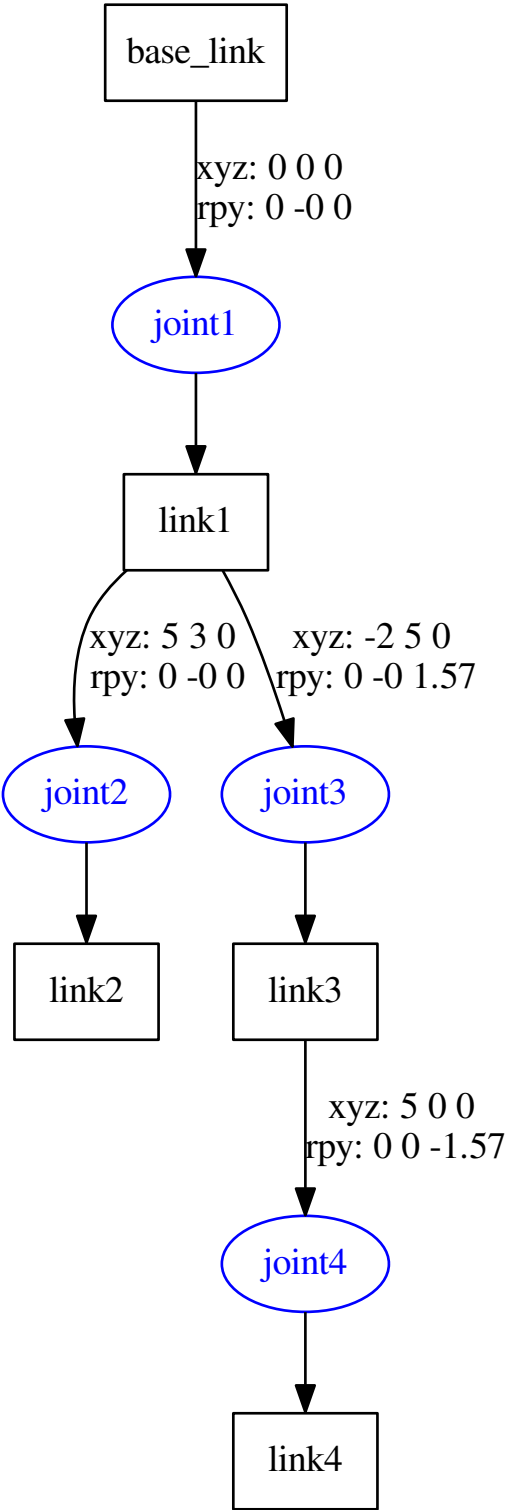 base_link
xyz: 0 0 0
rpy: 0 -0 0
joint1
link1
xyz: 5 3 0
rpy: 0 -0 0
xyz: -2 5 0
rpy: 0 -0 1.57
joint2
joint3
link2
link3
xyz: 5 0 0
rpy: 0 0 -1.57
joint4
link4